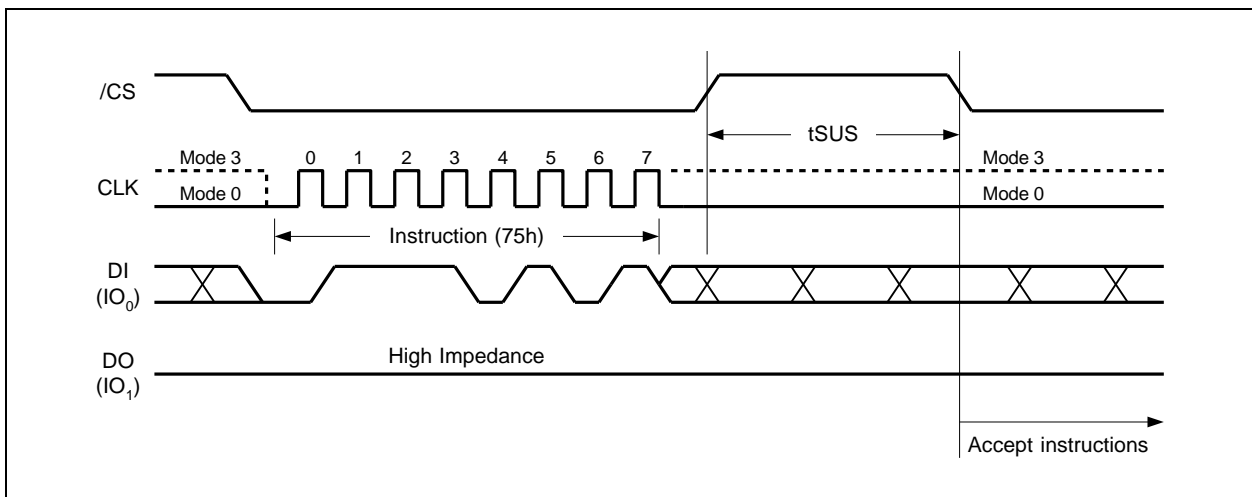 /CS
tSUS
Mode 3 0 1 2 3 4 5 6 7 Mode 3
CLK
Mode 0 Mode 0
Instruction (75h)
DI
(IO₀)
High Impedance
DO
(IO₁)
Accept instructions